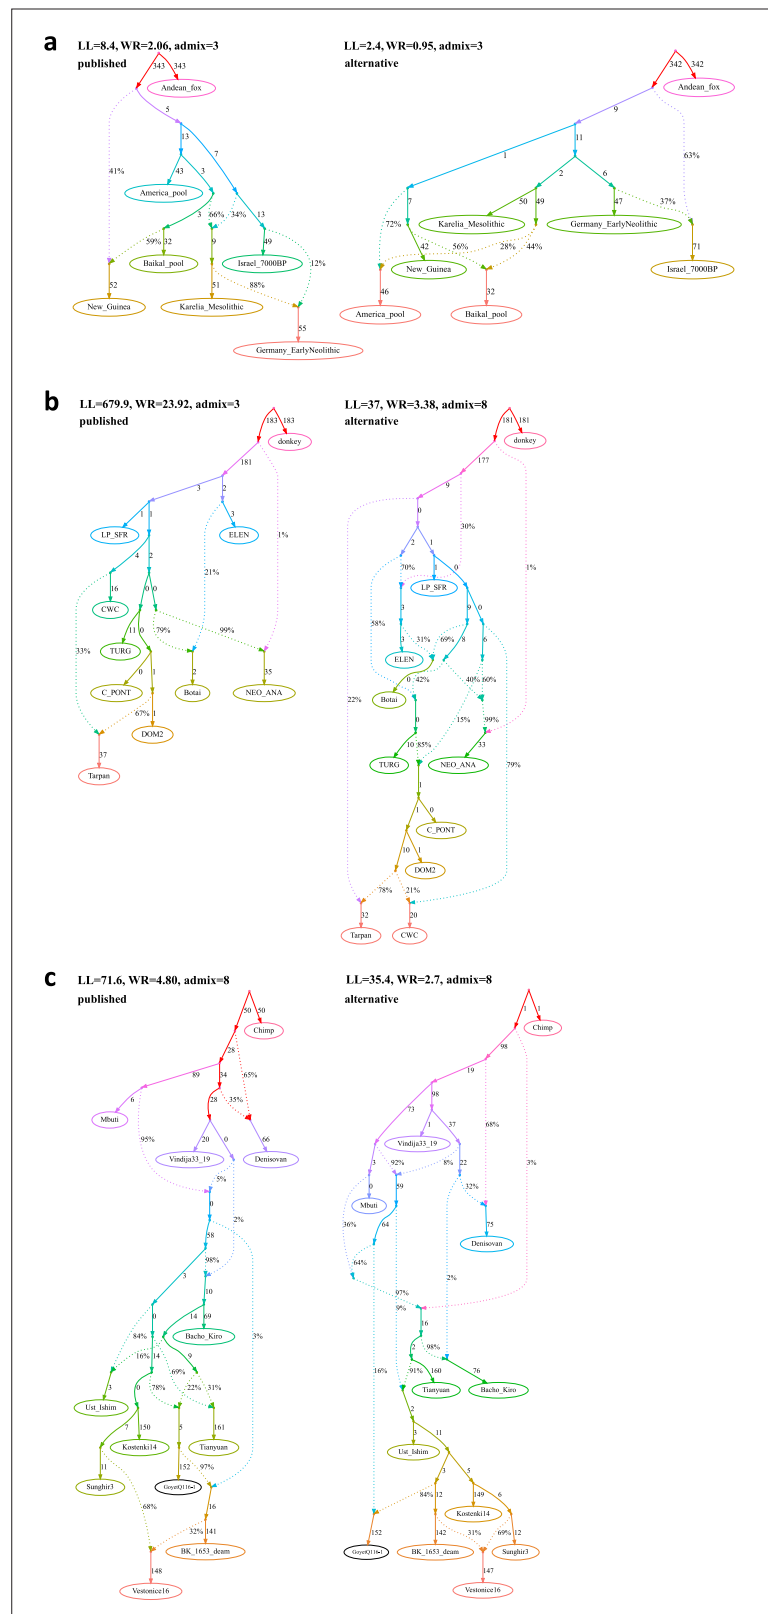 a
LL=8.4, WR=2.06, admix=3
published
343
343
Andean_fox
5
13
7
41%
43
3
America_pool
3
66%
34%
13
59%
32
9
49
Baikal_pool
Israel_7000BP
12%
52
51
88%
New_Guinea
Karelia_Mesolithic
55
Germany_EarlyNeolithic
LL=2.4, WR=0.95, admix=3
alternative
342
342
Andean_fox
9
11
1
63%
2
6
7
50
49
47
37%
Karelia_Mesolithic
Germany_EarlyNeolithic
72%
42
56%
28%
44%
71
New_Guinea
Israel_7000BP
46
32
America_pool
Baikal_pool
b
LL=679.9, WR=23.92, admix=3
published
183
183
donkey
181
3
2
1
1
3
LP_SFR
ELEN
1%
4
2
21%
16
0
0
CWC
11
0
79%
99%
33%
TURG
0
1
2
35
C_PONT
Botai
NEO_ANA
67%
1
DOM2
37
Tarpan
LL=37, WR=3.38, admix=8
alternative
181
181
donkey
177
9
0
30%
2
1
70%
1
0
1%
LP_SFR
3
9
0
58%
3
31%
69%
8
6
ELEN
0
42%
40%
60%
Botai
22%
0
15%
99%
10
85%
33
79%
TURG
NEO_ANA
1
1
0
C_PONT
10
1
DOM2
78%
21%
32
20
Tarpan
CWC
c
LL=71.6, WR=4.80, admix=8
published
50
50
Chimp
28
89
34
65%
6
28
35%
Mbuti
95%
20
0
66
Vindija33_19
Denisovan
5%
0
2%
58
98%
3
10
0
14
69
3%
84%
Bacho_Kiro
16%
14
9
69%
3
0
78%
22%
31%
Ust_Ishim
7
150
5
161
Kostenki14
Tianyuan
11
152
97%
Sunghir3
GoyetQ116-1
16
68%
32%
141
BK_1653_deam
148
Vestonice16
LL=35.4, WR=2.7, admix=8
alternative
1
1
Chimp
98
19
73
98
68%
1
37
Vindija33_19
3
92%
8%
22
3%
0
59
32%
Mbuti
36%
64
75
Denisovan
64%
2%
97%
9%
16
2
98%
16%
91%
160
76
Tianyuan
Bacho_Kiro
2
3
11
Ust_Ishim
3
5
84%
12
149
6
Kostenki14
152
142
31%
69%
12
GoyetQ116-1
BK_1653_deam
Sunghir3
147
Vestonice16